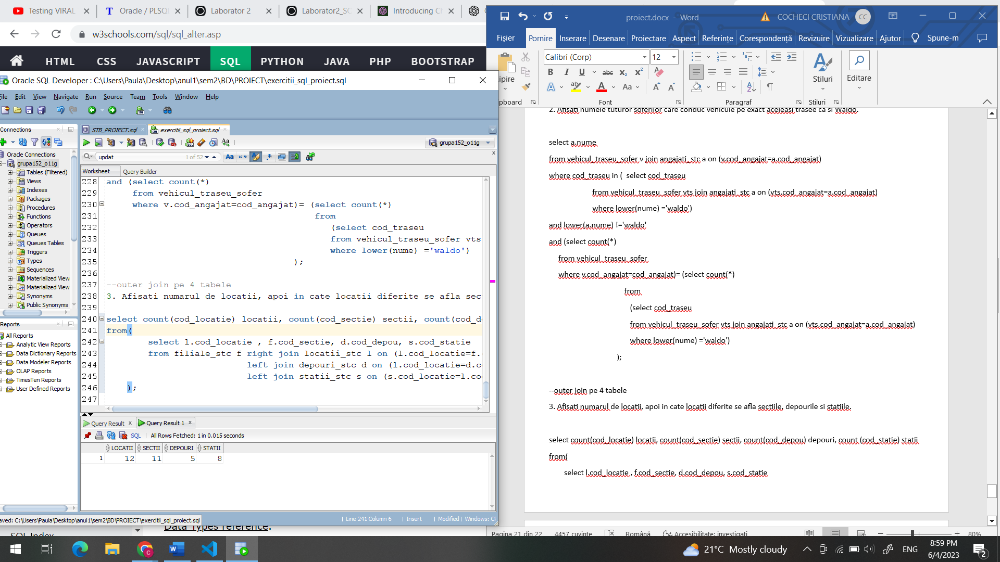 Testing VIRAL
Oracle / PLSQ
Laborator 2
Laborator2_SQ
Introducing Ch
w3schools.com/sql/sql_alter.asp
HTML CSS JAVASCRIPT SQL PYTHON JAVA PHP BOOTSTRAP
Oracle SQL Developer : C:\Users\Paula\Desktop\anul1\sem2\BD\PROIECT\exercitii_sql_proiect.sql
File Edit View Navigate Run Source Team Tools Window Help
Connections
Oracle Connections
grupa152_o11g
Tables (Filtered)
Views
Indexes
Packages
Procedures
Functions
Operators
Queues
Queues Tables
Triggers
Types
Sequences
Materialized View
Materialized View
Synonyms
Public Synonyms
Reports
All Reports
Analytic View Reports
Data Dictionary Reports
Data Modeler Reports
OLAP Reports
TimesTen Reports
User Defined Reports
STB_PROIECT.sql
exercitii_sql_proiect.sql
grupa152_o11g
updat 1 of 52
Worksheet Query Builder
228 and (select count(*)
229 from vehicul_traseu_sofer
230 where v.cod_angajat=cod_angajat)= (select count(*)
231 from
232 (select cod_traseu
233 from vehicul_traseu_sofer vts
234 where lower(nume) ='waldo')
235 );
236
237 --outer join pe 4 tabele
238 3. Afisati numarul de locatii, apoi in cate locatii diferite se afla sec
239
240 select count(cod_locatie) locatii, count(cod_sectie) sectii, count(cod_d
241 from(
242 select l.cod_locatie , f.cod_sectie, d.cod_depou, s.cod_statie
243 from filiale_stc f right join locatii_stc l on (l.cod_locatie=f.
244 left join depouri_stc d on (l.cod_locatie=d.c
245 left join statii_stc s on (s.cod_locatie=l.co
246 );
247
Query Result Query Result 1
SQL All Rows Fetched: 1 in 0.015 seconds
LOCATII SECTII DEPOURI STATII
1 12 11 5 8
aved: C:\Users\Paula\Desktop\anul1\sem2\BD\PROIECT\exercitii_sql_proiect.sql
Line 241 Column 6 Insert Modified Windows: CR
SQL Index
Data Types reference.
proiect.docx - Word
COCHECI CRISTIANA CC
Fișier Pornire Inserare Desenare Proiectare Aspect Referințe Corespondență Revizuire Vizualizare Ajutor Spune-m
Calibri (Corp) 12
Font Paragraf Stiluri
Stiluri
Editare
2. Afisati numele tuturor soferilor care conduc vehicule pe exact aceleasi trasee ca si Waldo.
select a.nume
from vehicul_traseu_sofer v join angajati_stc a on (v.cod_angajat=a.cod_angajat)
where cod_traseu in ( select cod_traseu
from vehicul_traseu_sofer vts join angajati_stc a on (vts.cod_angajat=a.cod_angajat)
where lower(nume) ='waldo')
and lower(a.nume) !='waldo'
and (select count(*)
from vehicul_traseu_sofer
where v.cod_angajat=cod_angajat)= (select count(*)
from
(select cod_traseu
from vehicul_traseu_sofer vts join angajati_stc a on (vts.cod_angajat=a.cod_angajat)
where lower(nume) ='waldo')
);
--outer join pe 4 tabele
3. Afisati numarul de locatii, apoi in cate locatii diferite se afla sectiile, depourile si statiile.
select count(cod_locatie) locatii, count(cod_sectie) sectii, count(cod_depou) depouri, count (cod_statie) statii
from(
select l.cod_locatie , f.cod_sectie, d.cod_depou, s.cod_statie
Pagina 21 din 22 4457 cuvinte Română Accesibilitate: investigați 80%
21°C Mostly cloudy
ENG
8:59 PM
6/4/2023
2